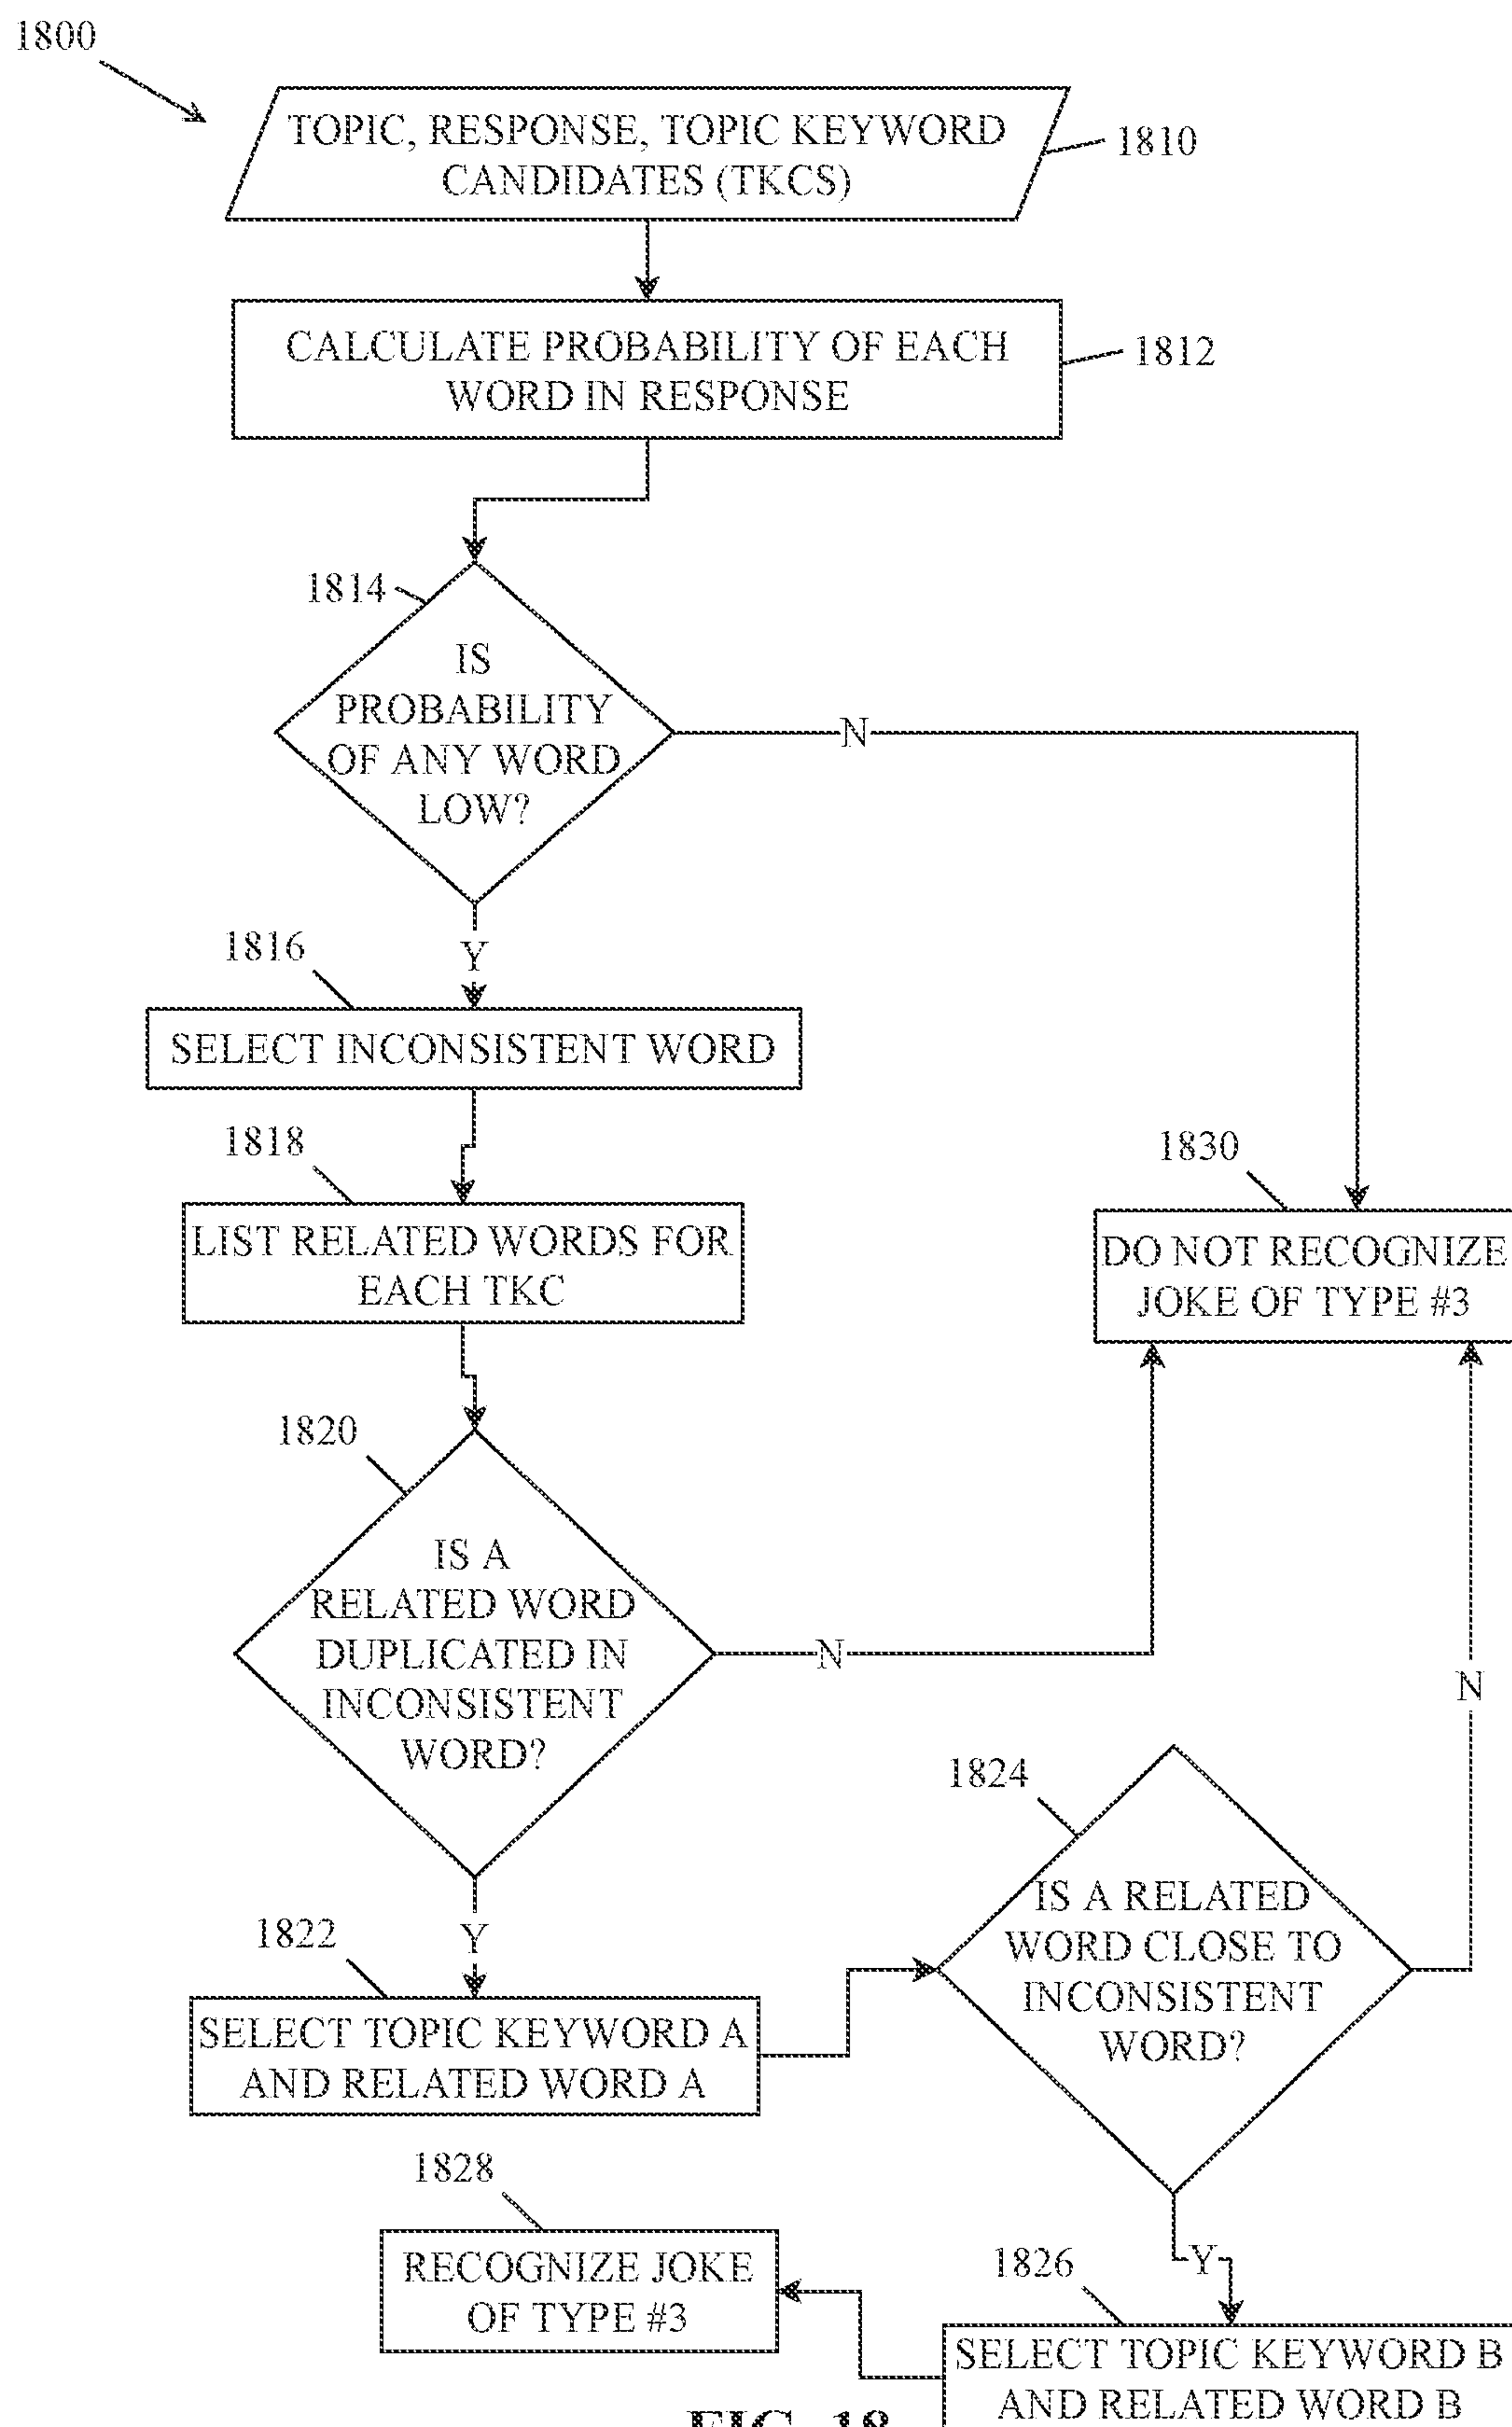 1800
TOPIC, RESPONSE, TOPIC KEYWORD
CANDIDATES (TKCS)
1810
CALCULATE PROBABILITY OF EACH
WORD IN RESPONSE
1812
1814
IS
PROBABILITY
OF ANY WORD
LOW?
N
Y
1816
SELECT INCONSISTENT WORD
1818
LIST RELATED WORDS FOR
EACH TKC
1830
DO NOT RECOGNIZE
JOKE OF TYPE #3
1820
IS A
RELATED WORD
DUPLICATED IN
INCONSISTENT
WORD?
N
Y
N
1822
SELECT TOPIC KEYWORD A
AND RELATED WORD A
1824
IS A RELATED
WORD CLOSE TO
INCONSISTENT
WORD?
Y
1828
RECOGNIZE JOKE
OF TYPE #3
1826
SELECT TOPIC KEYWORD B
AND RELATED WORD B
FIG. 18